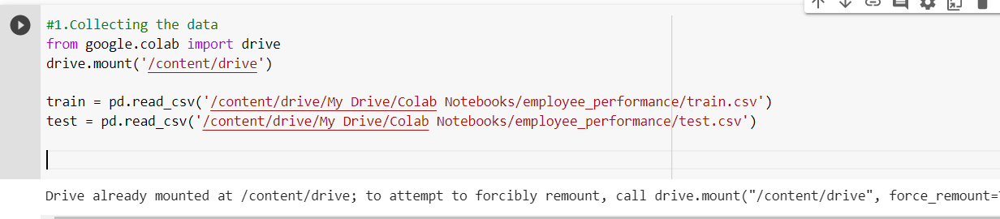 #1.Collecting the data
from google.colab import drive
drive.mount('/content/drive')
train = pd.read_csv('/content/drive/My Drive/Colab Notebooks/employee_performance/train.csv')
test = pd.read_csv('/content/drive/My Drive/Colab Notebooks/employee_performance/test.csv')
Drive already mounted at /content/drive; to attempt to forcibly remount, call drive.mount("/content/drive", force_remount=